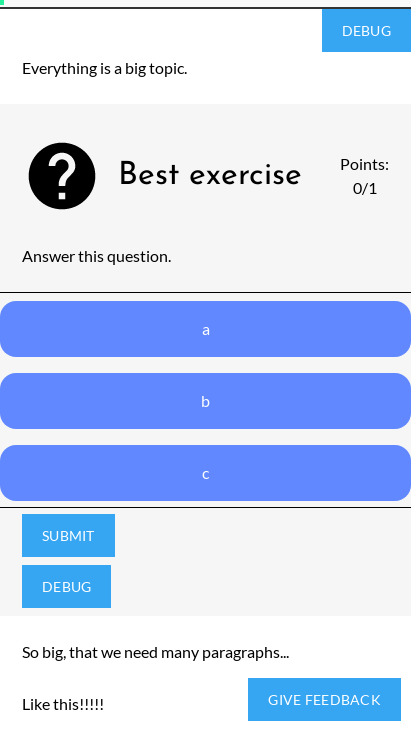 DEBUG
Everything is a big topic.
Best exercise
Points:
0/1
Answer this question.
a
b
c
SUBMIT
DEBUG
So big, that we need many paragraphs...
Like this!!!!!
GIVE FEEDBACK